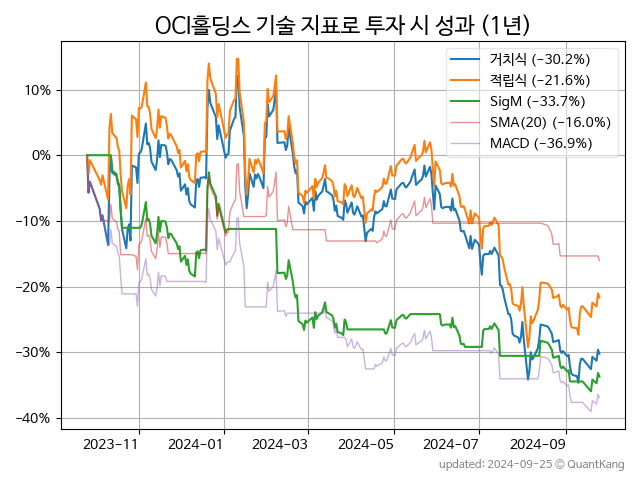 OCI홀딩스 기술 지표로 투자 시 성과 (1년)
거치식 (−30.2%)
적립식 (−21.6%)
SigM (−33.7%)
SMA(20) (−16.0%)
MACD (−36.9%)
10%
0%
−10%
−20%
−30%
−40%
2023−11 2024−01 2024−03 2024−05 2024−07 2024−09
updated: 2024−09−25 ⓒ QuantKang